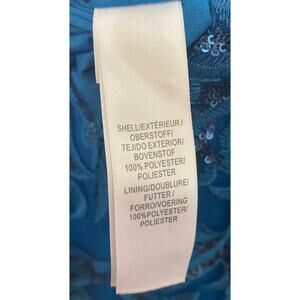 SHELL/EXTÉRIEUR/
OBERSTOFF/
TEJIDO EXTERIOR/
BOVENSTOF
100% POLYESTER/
POLIESTER
LINING/DOUBLURE/
FUTTER /
FORRO/VOERING
100%POLYESTER/
POLIESTER